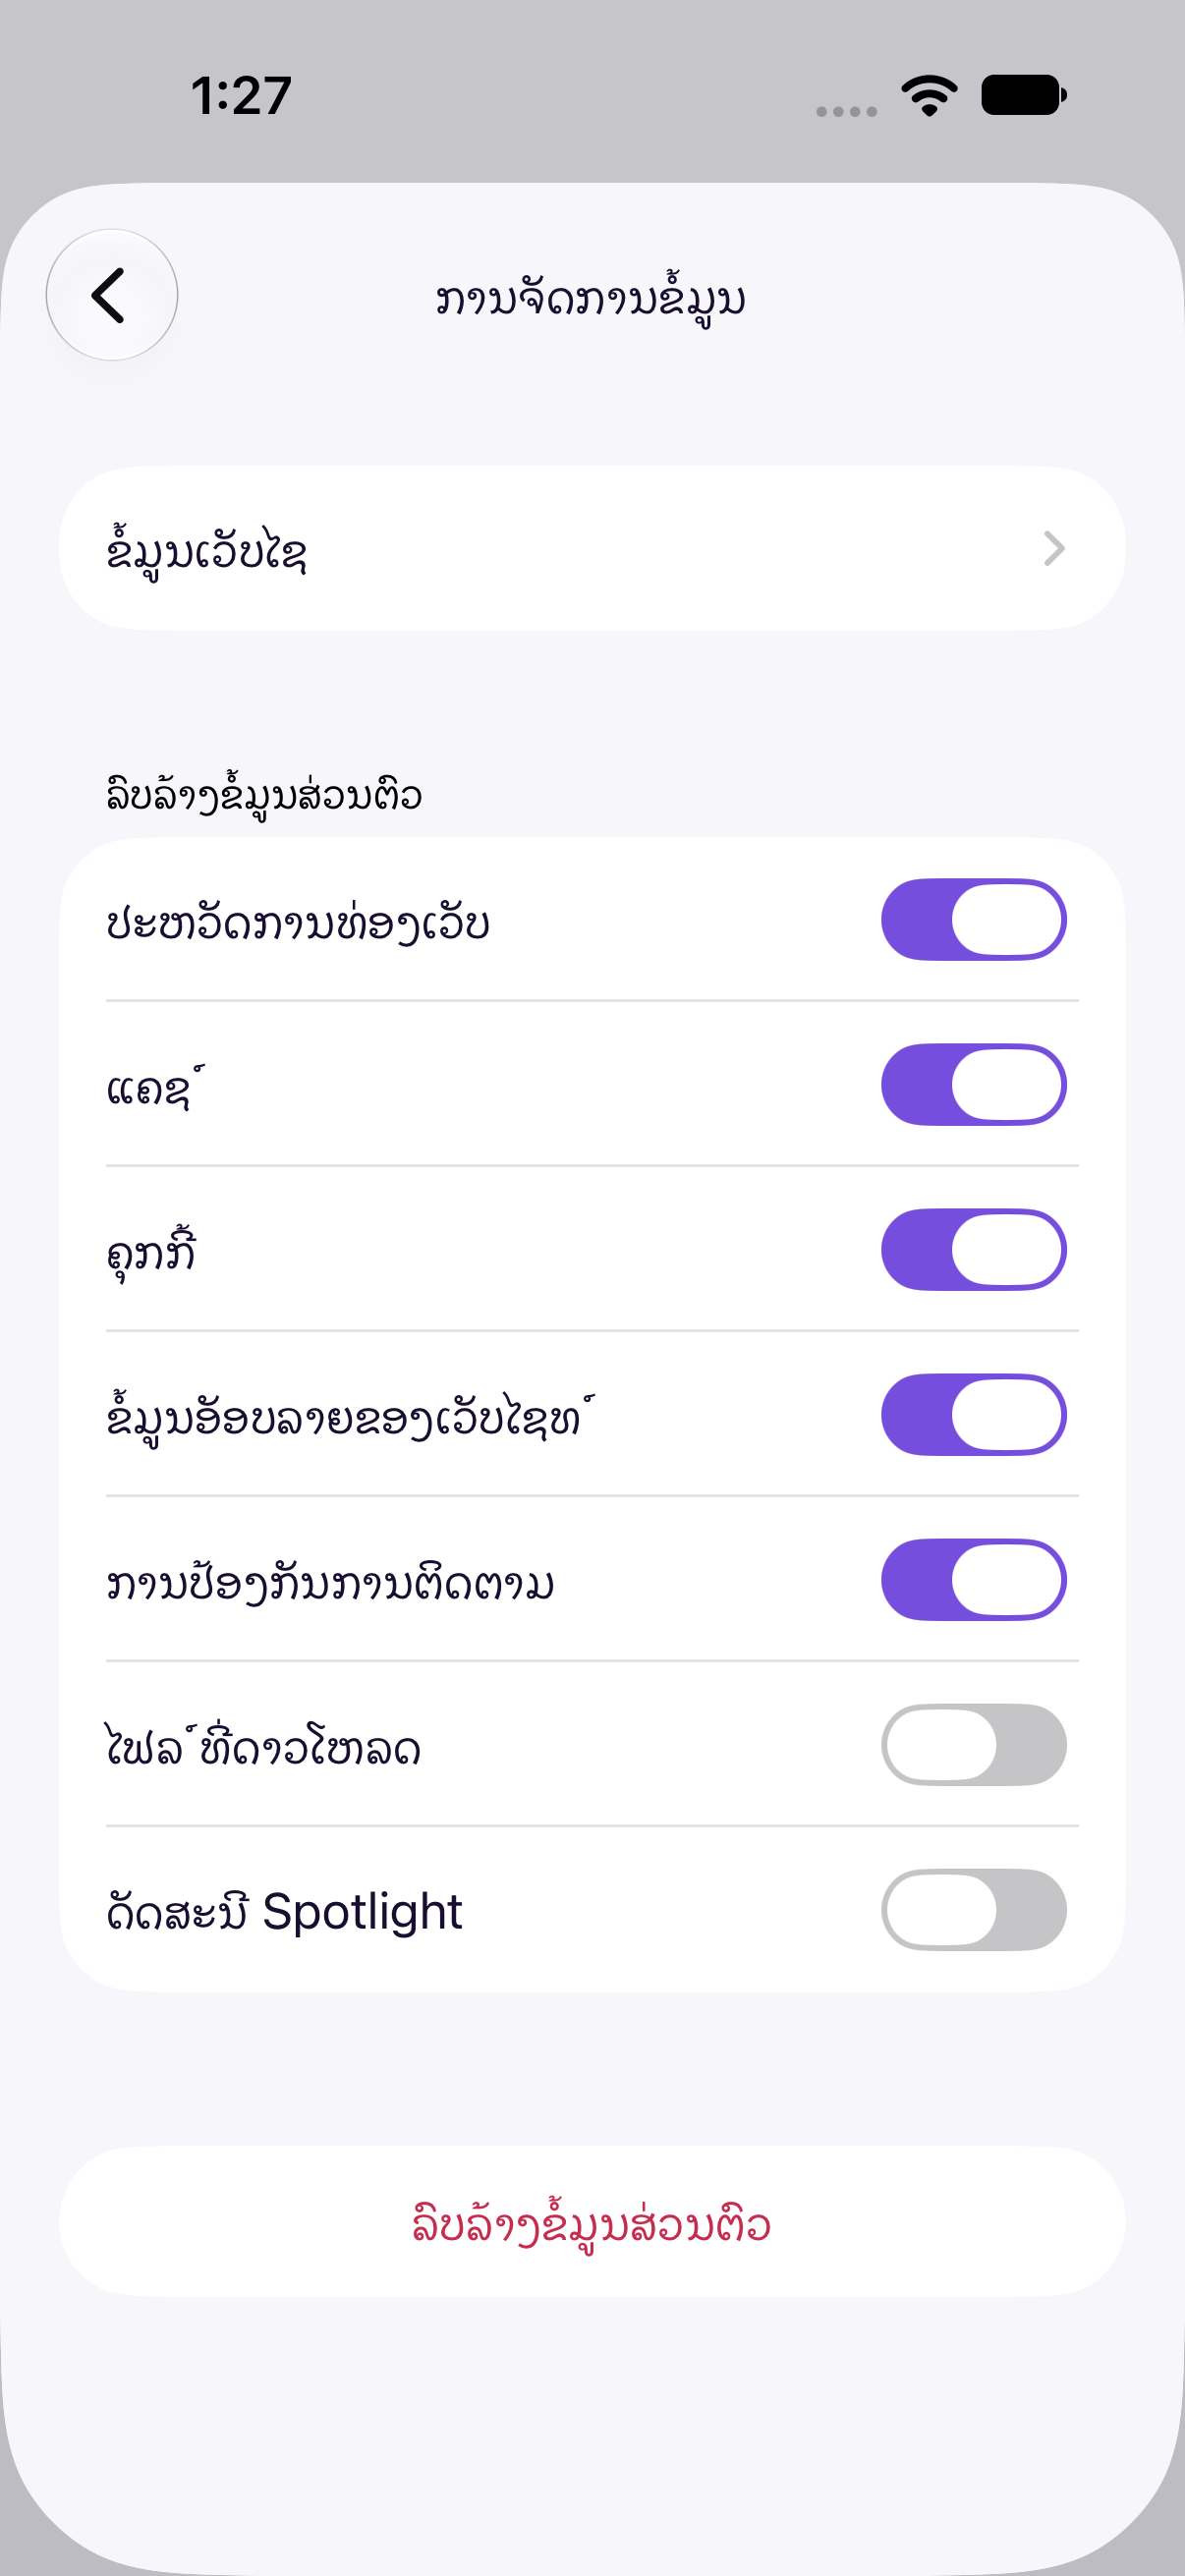 1:27
ການຈັດການຂໍ້ມູນ
ຂໍ້ມູນເວັບໄຊ
ລົບລ້າງຂໍ້ມູນສ່ວນຕົວ
ປະຫວັດການທ່ອງເວັບ
ແຄຊ໌
ຄຸກກີ້
ຂໍ້ມູນອັອບລາຍຂອງເວັບໄຊທ໌
ການປ້ອງກັນການຕິດຕາມ
ໄຟລ໌ທີ່ດາວໂຫລດ
ດັດສະນີ Spotlight
ລົບລ້າງຂໍ້ມູນສ່ວນຕົວ